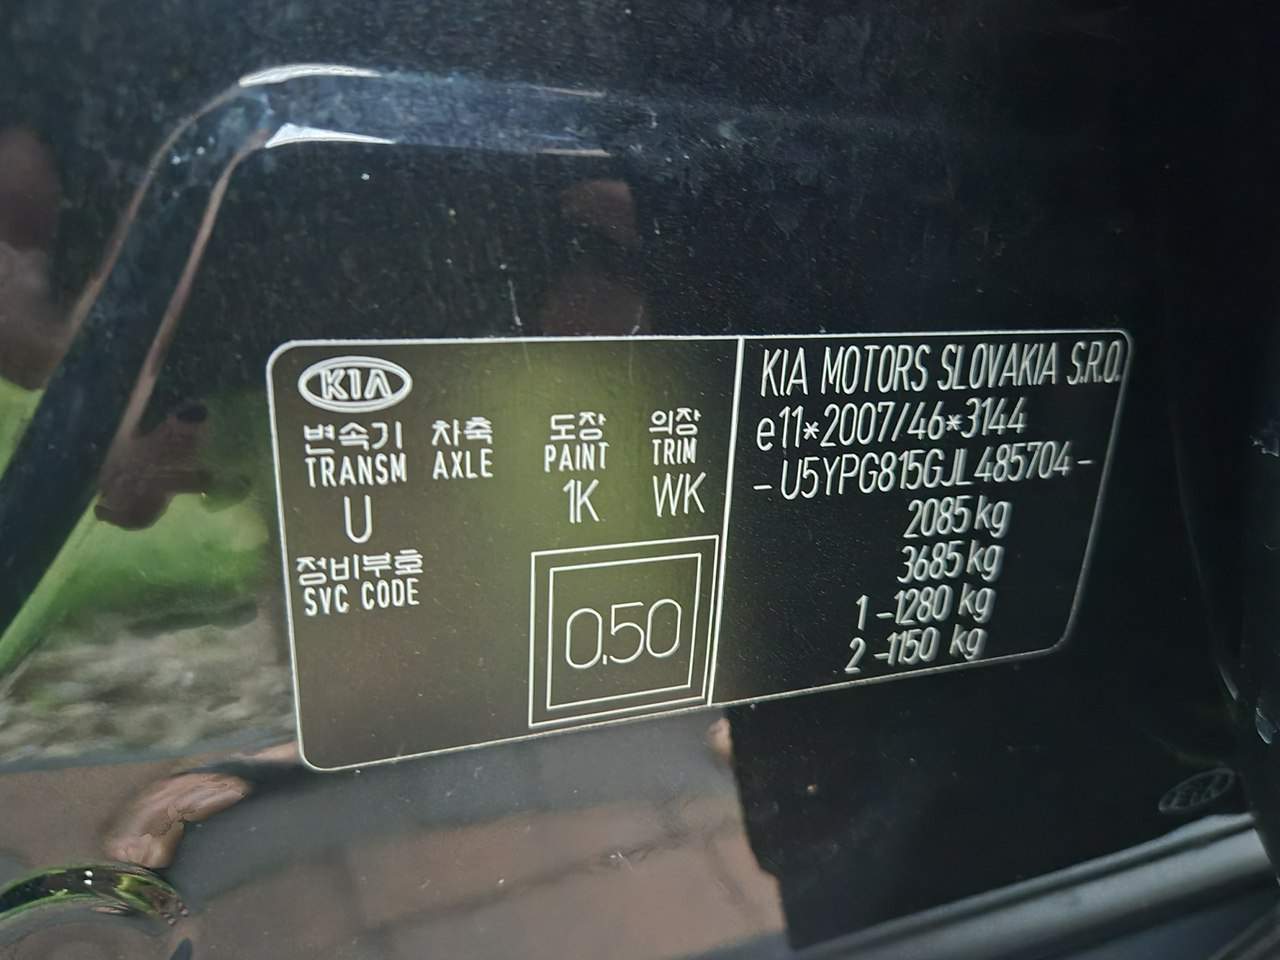 KIA
변속기 차축 도장 의장
TRANSM AXLE PAINT TRIM
U 1K WK
정비부호
SVC CODE
0.50
KIA MOTORS SLOVAKIA S.R.O.
e11*2007/46*3144
-U5YPG815GJL485704-
2085 kg
3685 kg
1 -1280 kg
2 -1150 kg
KIA